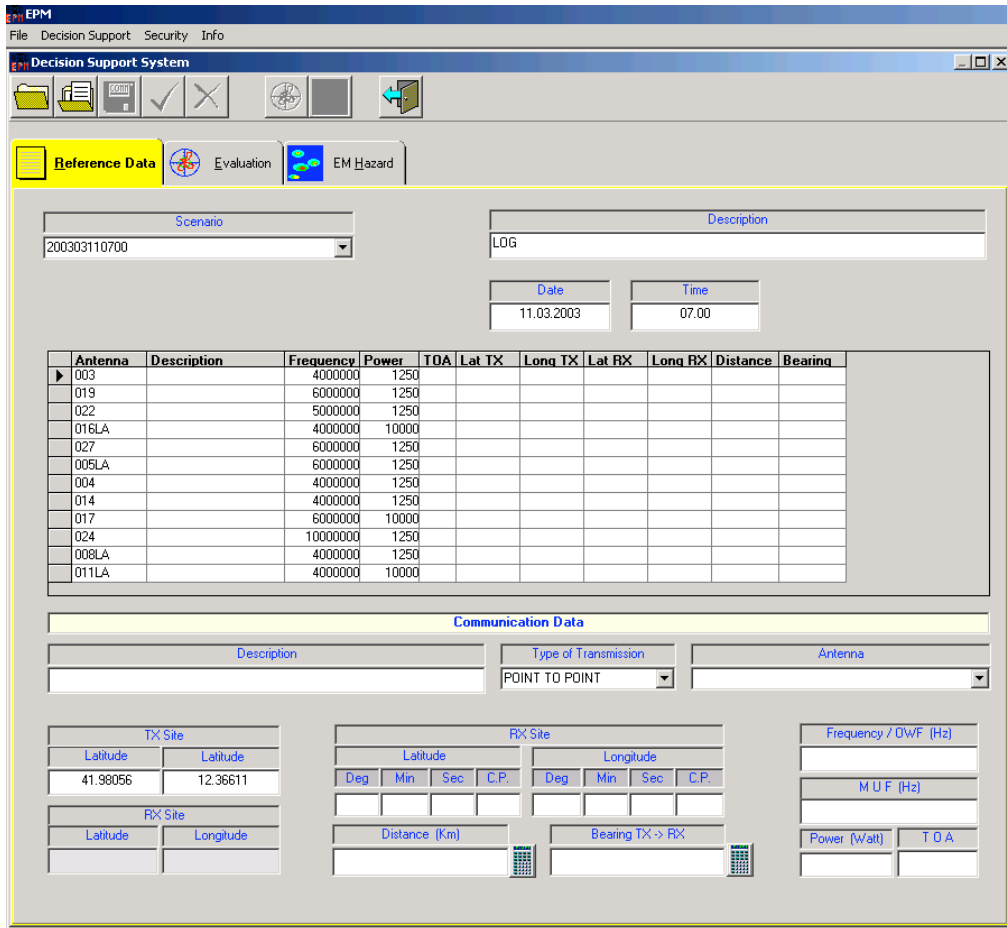 EPM
File Decision Support Security Info
Decision Support System
Reference Data Evaluation EM Hazard
Scenario Description
200303110700 LOG
Date Time
11.03.2003 07.00
Antenna Description Frequency Power TOA Lat TX Long TX Lat RX Long RX Distance Bearing
003 4000000 1250
019 6000000 1250
022 5000000 1250
016LA 4000000 10000
027 6000000 1250
005LA 6000000 1250
004 4000000 1250
014 4000000 1250
017 6000000 10000
024 10000000 1250
008LA 4000000 1250
011LA 4000000 10000
Communication Data
Description Type of Transmission Antenna
POINT TO POINT
TX Site RX Site Frequency / OWF (Hz)
Latitude Latitude Latitude Longitude
41.98056 12.36611 Deg Min Sec C.P. Deg Min Sec C.P. M U F (Hz)
RX Site
Latitude Longitude Distance (Km) Bearing TX -> RX Power (Watt) T O A